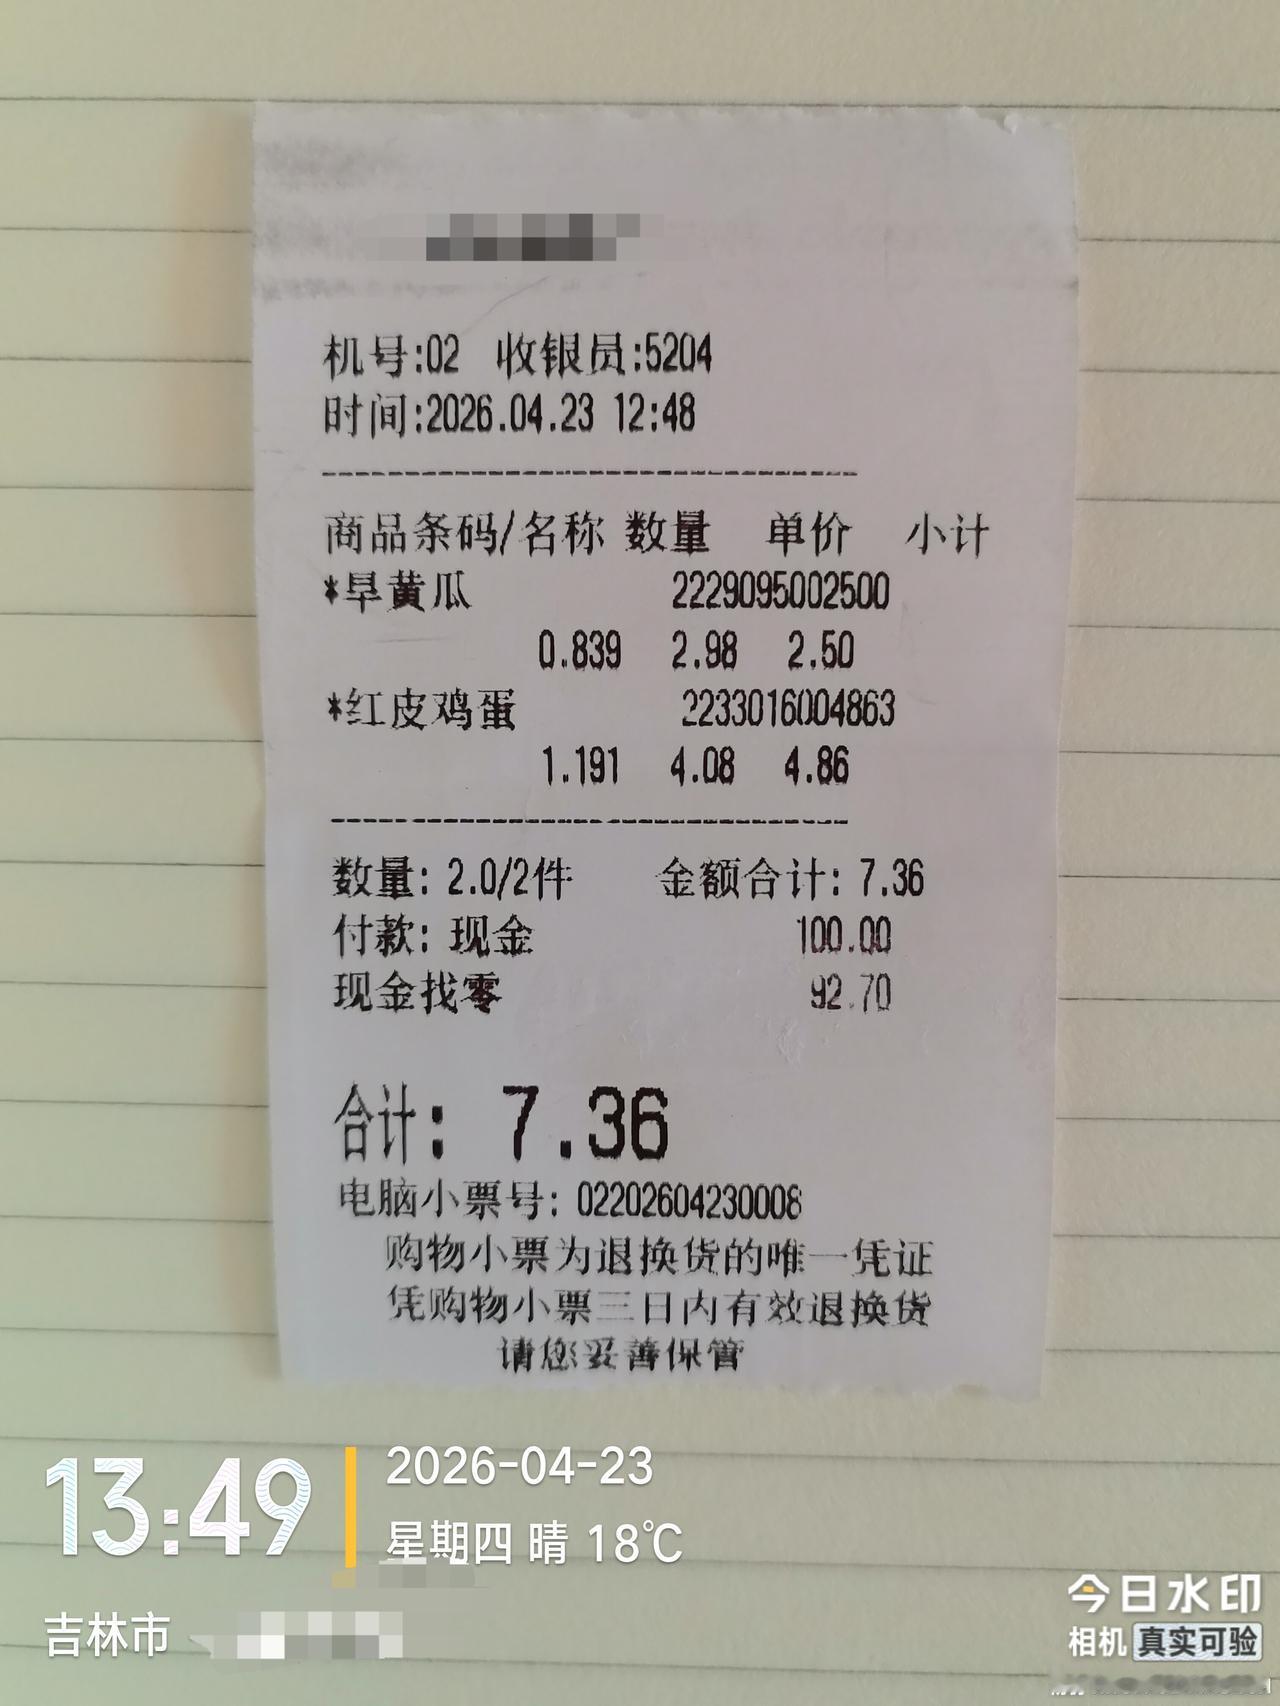 机号:02 收银员:5204
时间:2026.04.23 12:48
商品条码/名称 数量 单价 小计
*旱黄瓜 2229095002500
0.839 2.98 2.50
*红皮鸡蛋 2233016004863
1.191 4.08 4.86
数量: 2.0/2件 金额合计: 7.36
付款: 现金 100.00
现金找零 92.70
合计: 7.36
电脑小票号: 02202604230008
购物小票为退换货的唯一凭证
凭购物小票三日内有效退换货
请您妥善保管
13:49
2026-04-23
星期四 晴 18℃
吉林市
今日水印
相机 真实可验